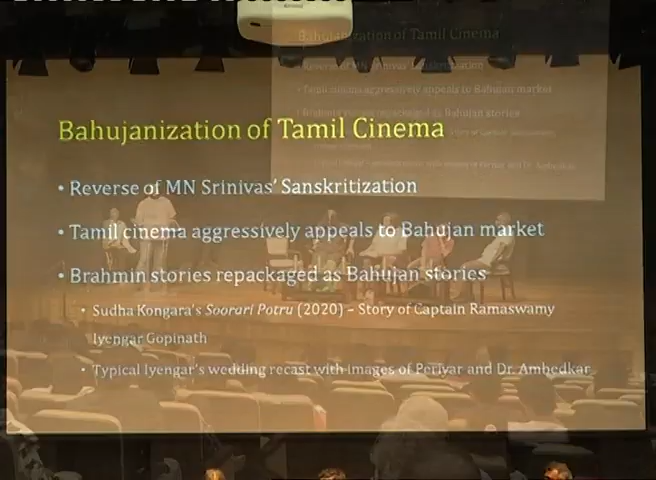 Bahujanization of Tamil Cinema
• Reverse of MN Srinivas' Sanskritization
• Tamil cinema aggressively appeals to Bahujan market
• Brahmin stories repackaged as Bahujan stories
• Sudha Kongara's Soorari Potru (2020) – Story of Captain Ramaswamy
Iyengar Gopinath
• Typical Iyengar's wedding recast with images of Periyar and Dr. Ambedkar